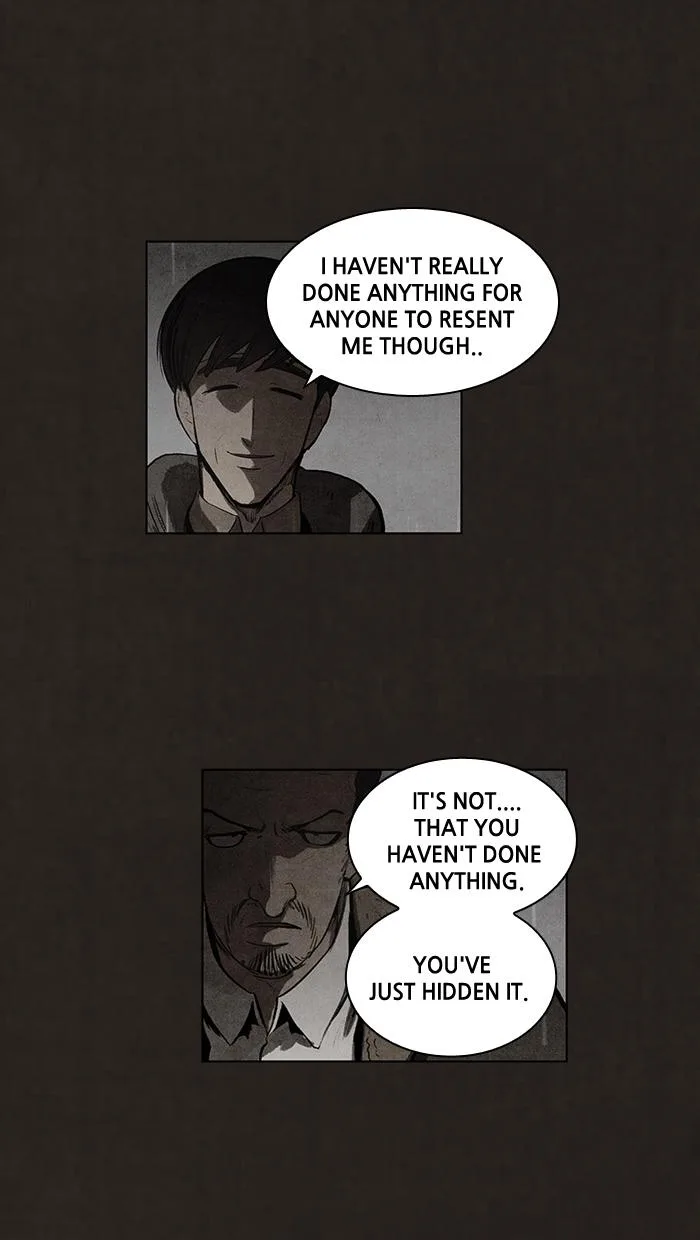 I HAVEN'T REALLY
DONE ANYTHING FOR
ANYONE TO RESENT
ME THOUGH..
IT'S NOT....
THAT YOU
HAVEN'T DONE
ANYTHING.
YOU'VE
JUST HIDDEN IT.